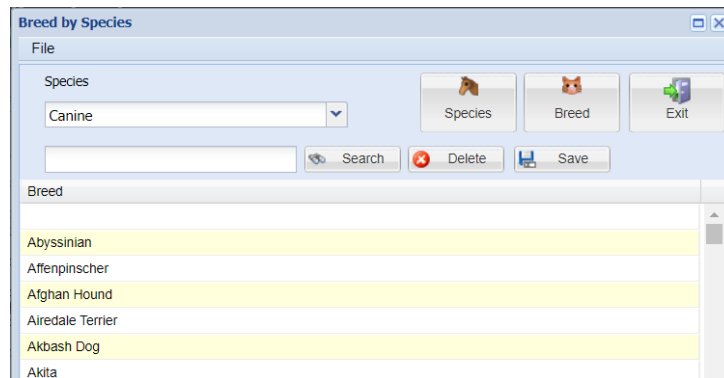 Breed by Species
File
Species
Canine
Species
Breed
Exit
Search
Delete
Save
Breed
Abyssinian
Affenpinscher
Afghan Hound
Airedale Terrier
Akbash Dog
Akita